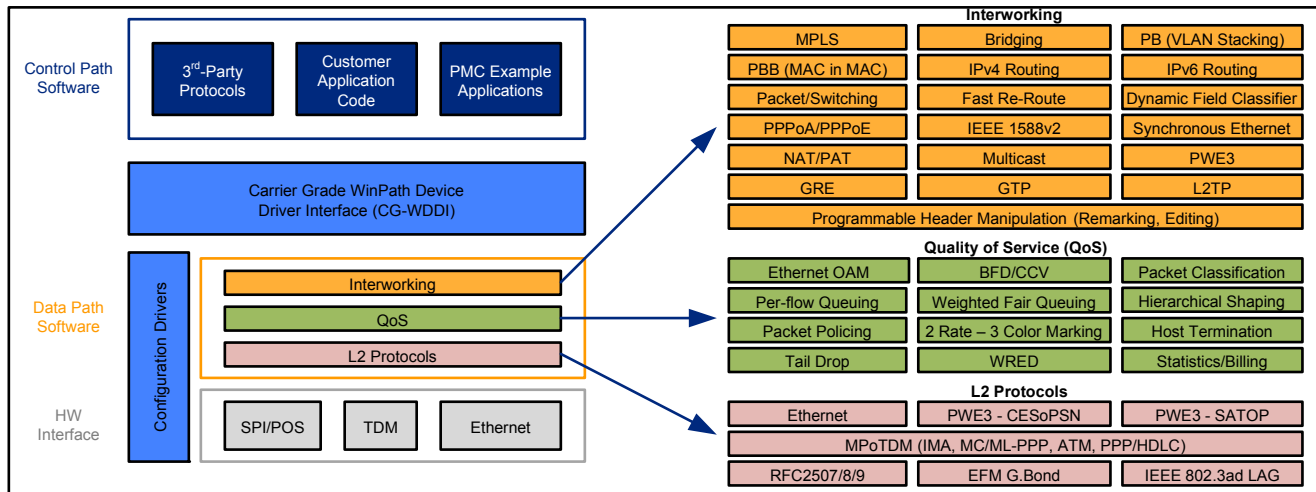 Control Path
Software
3rd-Party
Protocols
Customer
Application
Code
PMC Example
Applications
Carrier Grade WinPath Device
Driver Interface (CG-WDDI)
Data Path
Software
Configuration Drivers
Interworking
QoS
L2 Protocols
HW
Interface
SPI/POS
TDM
Ethernet
Interworking
MPLS
Bridging
PB (VLAN Stacking)
PBB (MAC in MAC)
IPv4 Routing
IPv6 Routing
Packet/Switching
Fast Re-Route
Dynamic Field Classifier
PPPoA/PPPoE
IEEE 1588v2
Synchronous Ethernet
NAT/PAT
Multicast
PWE3
GRE
GTP
L2TP
Programmable Header Manipulation (Remarking, Editing)
Quality of Service (QoS)
Ethernet OAM
BFD/CCV
Packet Classification
Per-flow Queuing
Weighted Fair Queuing
Hierarchical Shaping
Packet Policing
2 Rate – 3 Color Marking
Host Termination
Tail Drop
WRED
Statistics/Billing
L2 Protocols
Ethernet
PWE3 - CESoPSN
PWE3 - SATOP
MPoTDM (IMA, MC/ML-PPP, ATM, PPP/HDLC)
RFC2507/8/9
EFM G.Bond
IEEE 802.3ad LAG